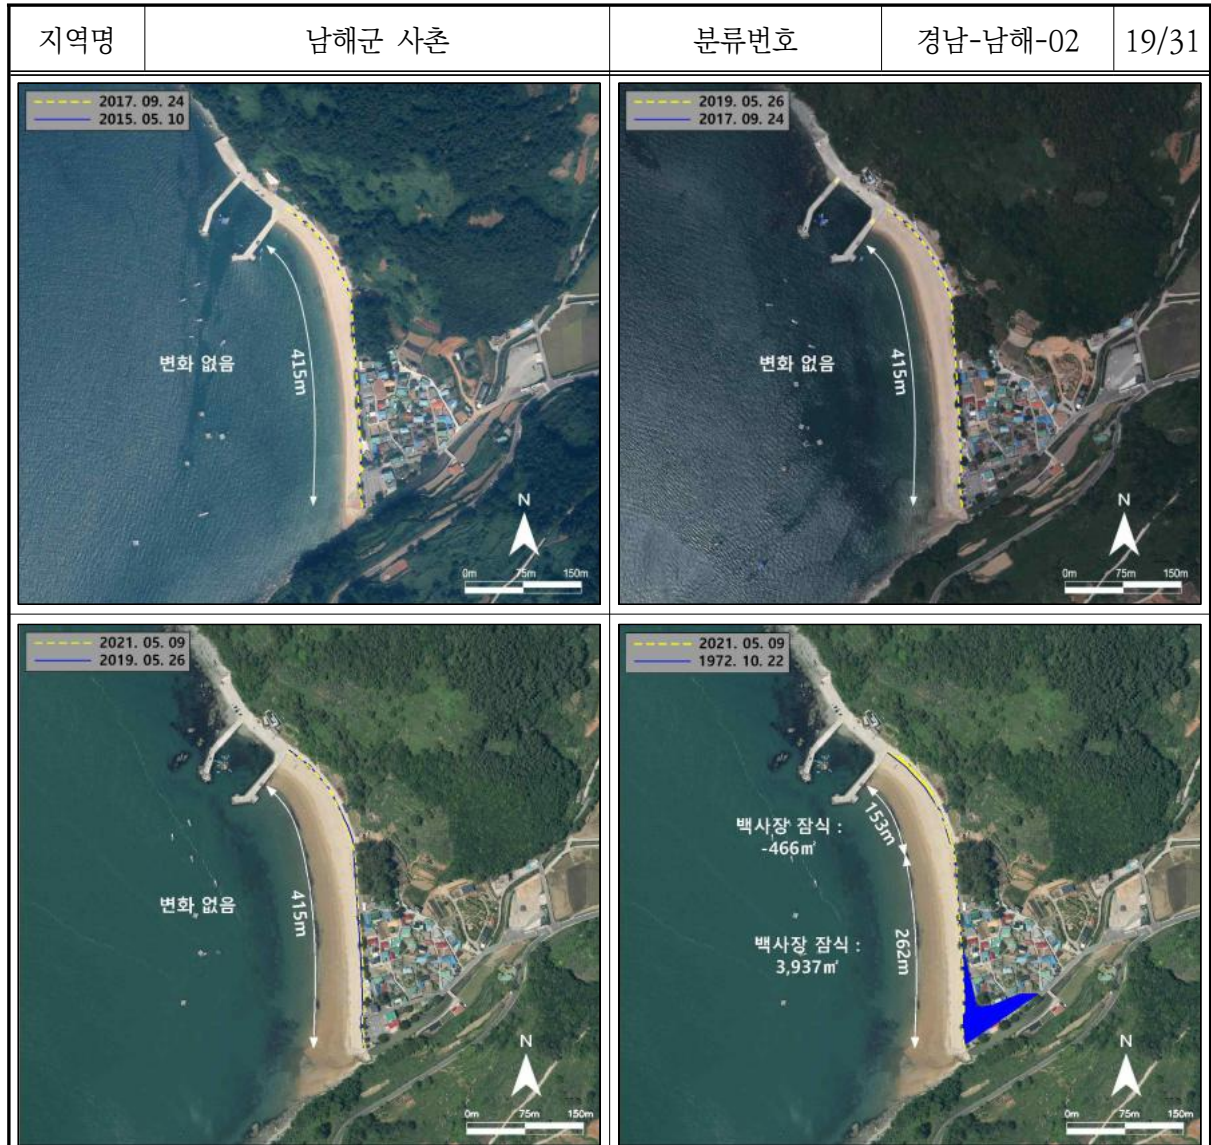 지역명 남해군 사촌 분류번호 경남-남해-02 19/31
2017. 09. 24
2015. 05. 10
변화 없음
415m
N
0m 75m 150m
2019. 05. 26
2017. 09. 24
변화 없음
415m
N
0m 75m 150m
2021. 05. 09
2019. 05. 26
변화 없음
415m
N
0m 75m 150m
2021. 05. 09
1972. 10. 22
153m
백사장 잠식 :
-466㎡
백사장 잠식 :
3,937㎡
262m
N
0m 75m 150m